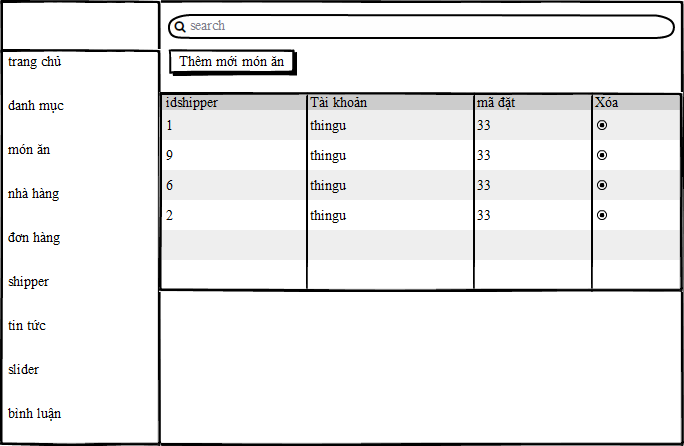 search
Thêm mới món ăn
trang chủ
danh mục
món ăn
nhà hàng
đơn hàng
shipper
tin tức
slider
bình luận
idshipper Tài khoản mã đặt Xóa
1 thingu 33
9 thingu 33
6 thingu 33
2 thingu 33